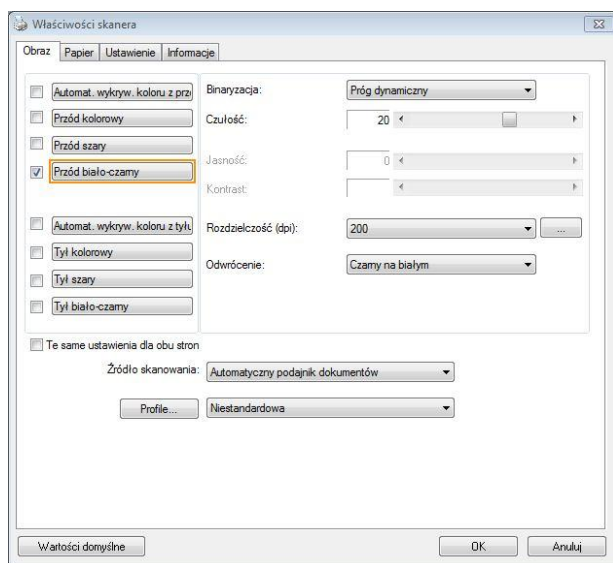 Właściwości skanera
Obraz Papier Ustawienie Informacje
Automat. wykryw. koloru z prz
Przód kolorowy
Przód szary
Przód biało-czarny
Automat. wykryw. koloru z tyłu
Tył kolorowy
Tył szary
Tył biało-czarny
Binaryzacja: Próg dynamiczny
Czułość: 20
Jasność: 0
Kontrast:
Rozdzielczość (dpi): 200 ...
Odwrócenie: Czarny na białym
Te same ustawienia dla obu stron
Źródło skanowania: Automatyczny podajnik dokumentów
Profile... Niestandardowa
Wartości domyślne OK Anuluj